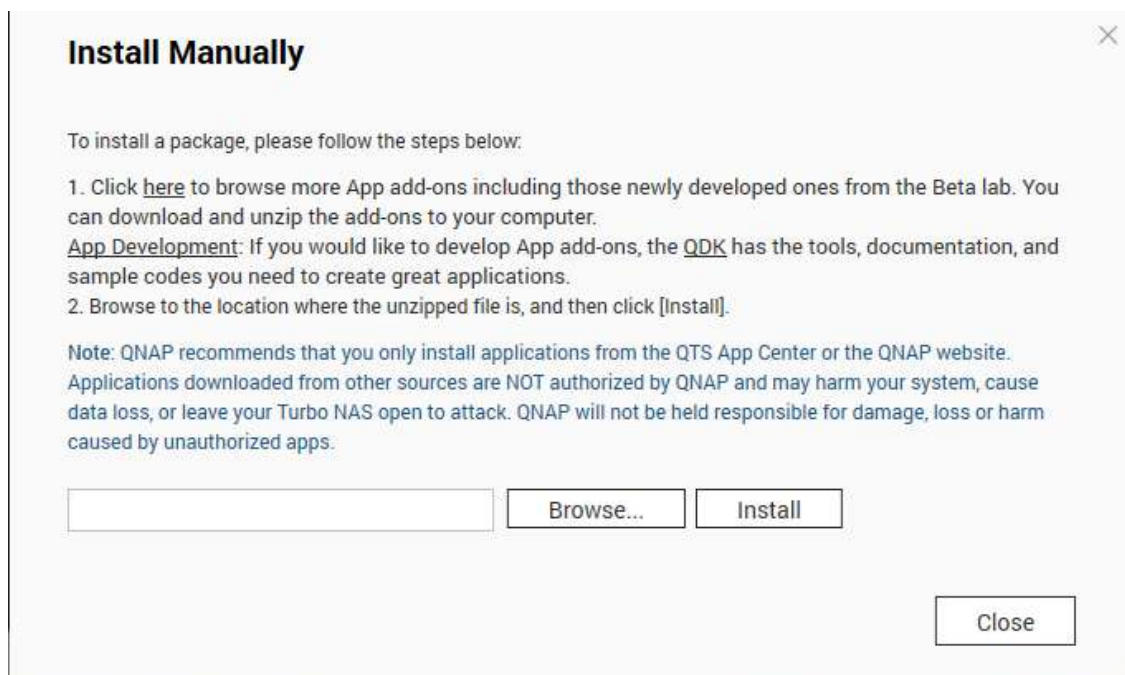 Install Manually
To install a package, please follow the steps below:
1. Click here to browse more App add-ons including those newly developed ones from the Beta lab. You
can download and unzip the add-ons to your computer.
App Development: If you would like to develop App add-ons, the QDK has the tools, documentation, and
sample codes you need to create great applications.
2. Browse to the location where the unzipped file is, and then click [Install].
Note: QNAP recommends that you only install applications from the QTS App Center or the QNAP website.
Applications downloaded from other sources are NOT authorized by QNAP and may harm your system, cause
data loss, or leave your Turbo NAS open to attack. QNAP will not be held responsible for damage, loss or harm
caused by unauthorized apps.
Browse... Install
Close